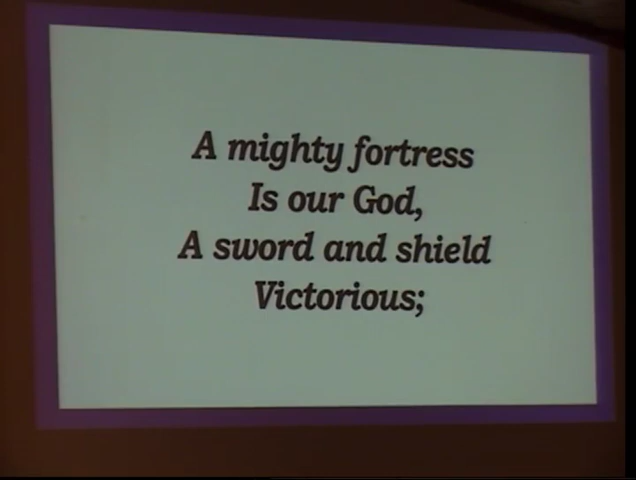 A mighty fortress
Is our God,
A sword and shield
Victorious;